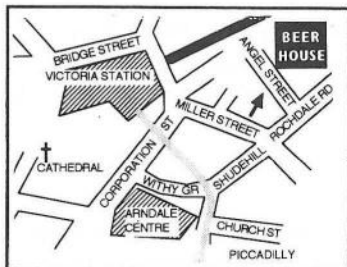 BEER
HOUSE
BRIDGE STREET
ANGEL STREET
VICTORIA STATION
MILLER STREET
ROCHDALE RD
CATHEDRAL
CORPORATION ST
SHUDEHILL
WITHY GR
ARNDALE
CENTRE
CHURCH ST
PICCADILLY